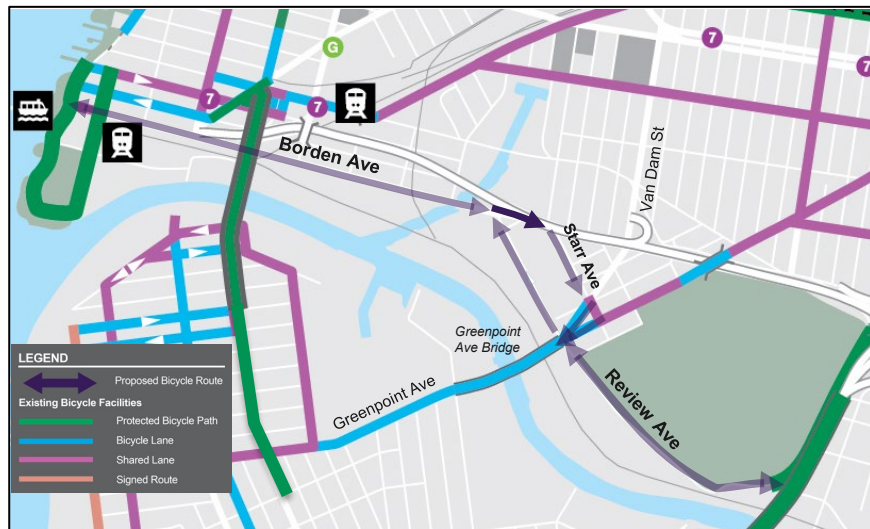 G
7
7
7
7
Borden Ave
Van Dam St
Starr Ave
Greenpoint
Ave Bridge
Greenpoint Ave
Review Ave
LEGEND
Proposed Bicycle Route
Existing Bicycle Facilities
Protected Bicycle Path
Bicycle Lane
Shared Lane
Signed Route